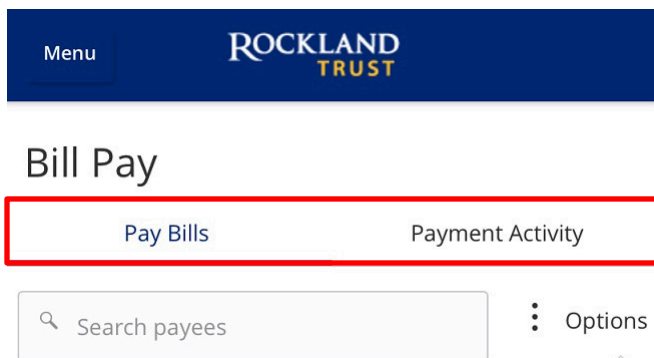 Menu
ROCKLAND
TRUST
Bill Pay
Pay Bills Payment Activity
Search payees Options